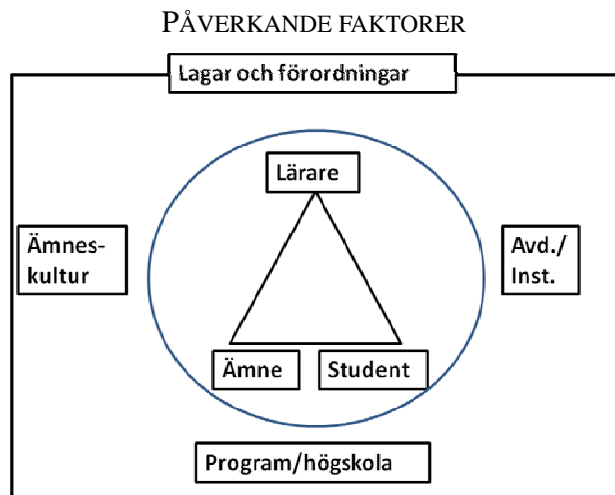 PÅVERKANDE FAKTORER
Lagar och förordningar
Lärare
Ämnes-
kultur
Avd./
Inst.
Ämne
Student
Program/högskola